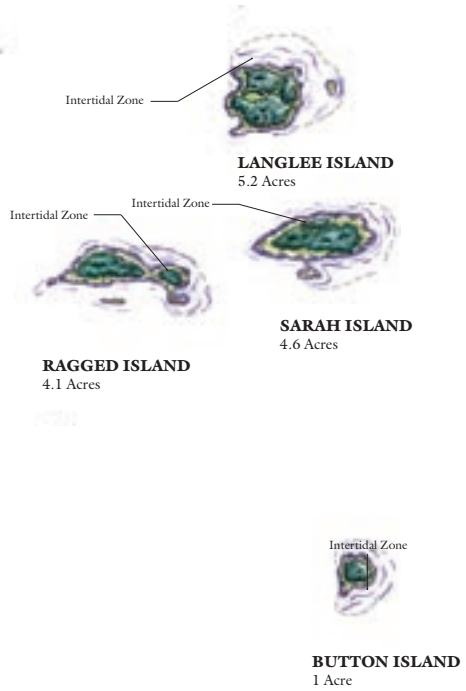 Intertidal Zone
LANGLEE ISLAND
5.2 Acres
Intertidal Zone
Intertidal Zone
SARAH ISLAND
4.6 Acres
RAGGED ISLAND
4.1 Acres
Intertidal Zone
BUTTON ISLAND
1 Acre